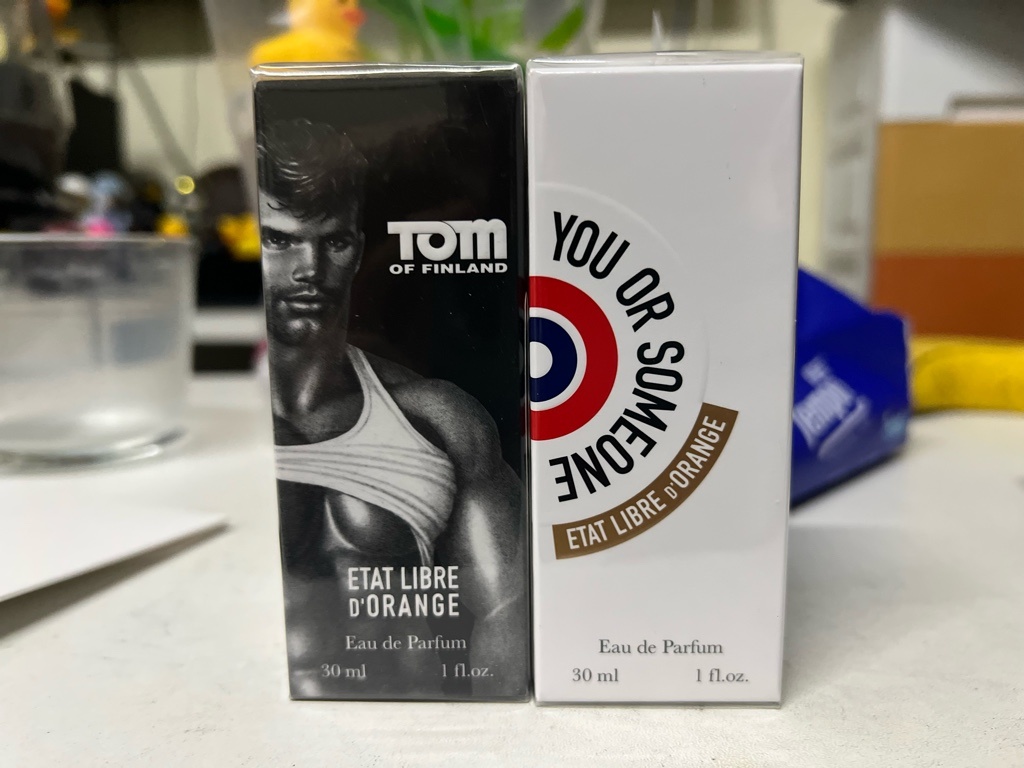 TOM
OF FINLAND
ETAT LIBRE
D'ORANGE
Eau de Parfum
30 ml 1 fl.oz.
YOU OR SOMEONE
ETAT LIBRE D'ORANGE
Eau de Parfum
30 ml 1 fl.oz.